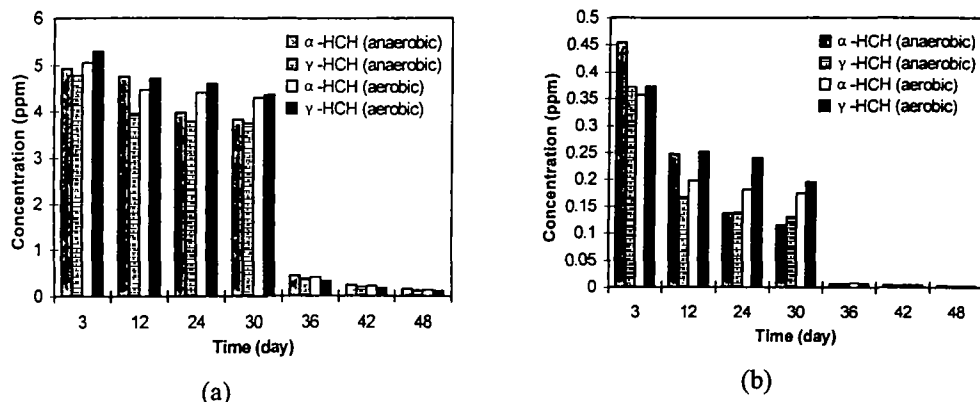 6
5
4
3
2
1
0
Concentration (ppm)
α -HCH (anaerobic)
γ -HCH (anaerobic)
α -HCH (aerobic)
γ -HCH (aerobic)
3 12 24 30 36 42 48
Time (day)
(a)
0.5
0.45
0.4
0.35
0.3
0.25
0.2
0.15
0.1
0.05
0
Concentration (ppm)
α -HCH (anaerobic)
γ -HCH (anaerobic)
α -HCH (aerobic)
γ -HCH (aerobic)
3 12 24 30 36 42 48
Time (day)
(b)